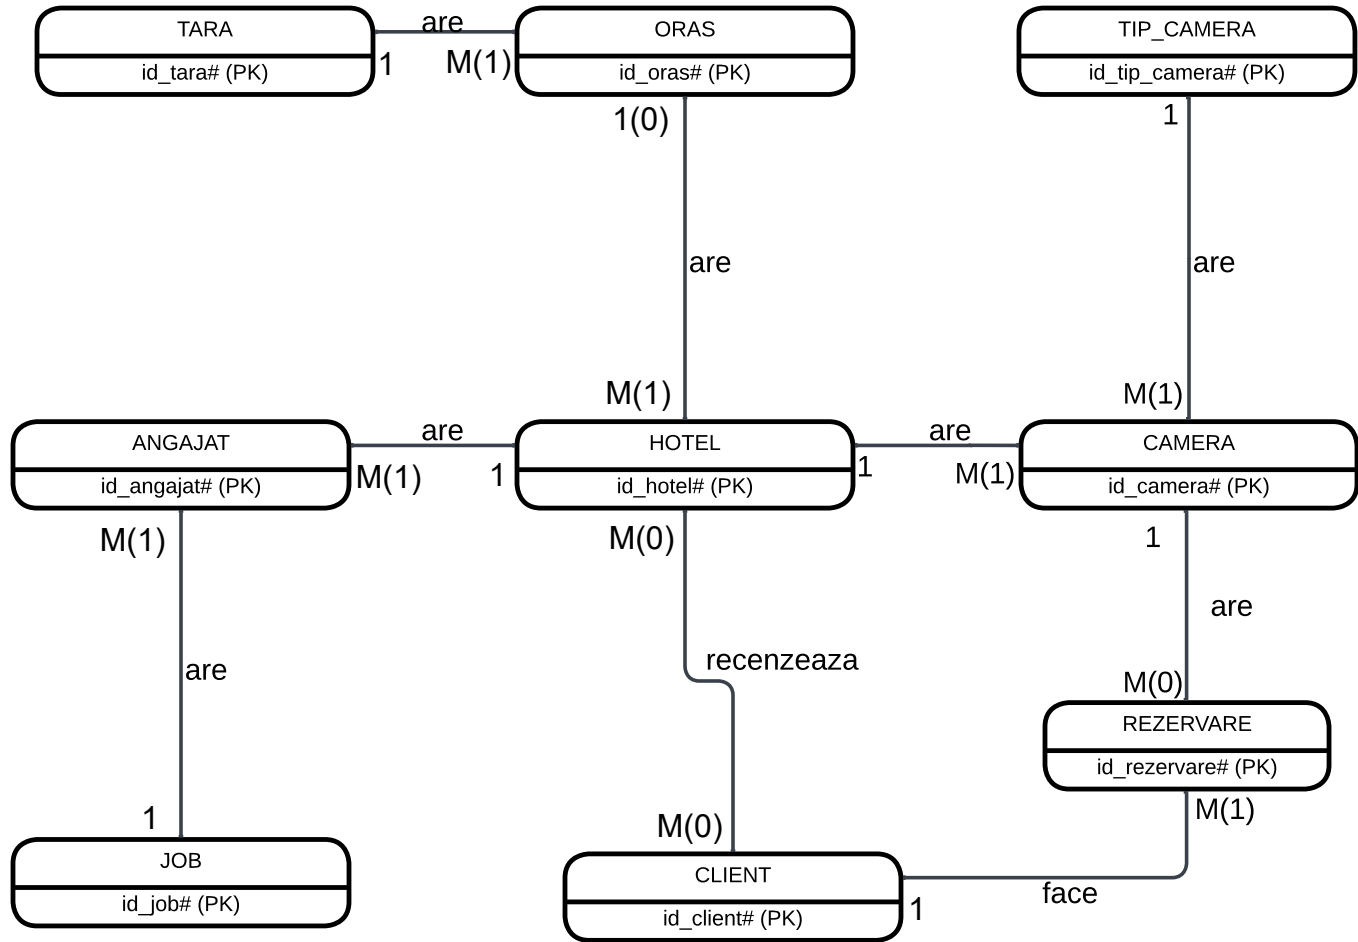 TARA
id_tara# (PK)
are
1
M(1)
ORAS
id_oras# (PK)
TIP_CAMERA
id_tip_camera# (PK)
1(0)
are
M(1)
1
are
M(1)
ANGAJAT
id_angajat# (PK)
are
M(1)
1
HOTEL
id_hotel# (PK)
are
1
M(1)
CAMERA
id_camera# (PK)
M(1)
are
1
M(0)
recenzeaza
M(0)
1
are
M(0)
REZERVARE
id_rezervare# (PK)
M(1)
JOB
id_job# (PK)
CLIENT
id_client# (PK)
1
face